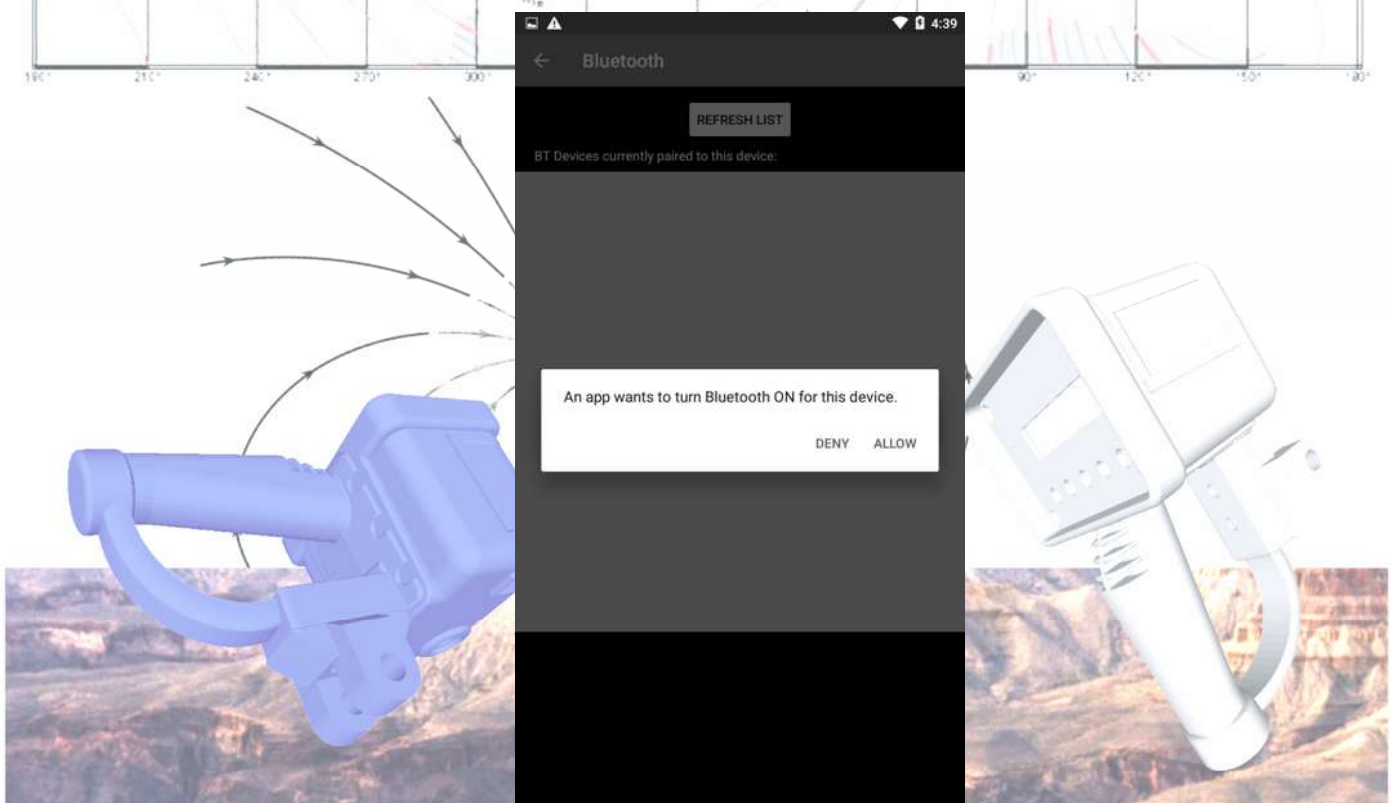 4:39
Bluetooth
180° 210° 240° 270° 300° 90° 120° 150° 180°
REFRESH LIST
BT Devices currently paired to this device:
An app wants to turn Bluetooth ON for this device.
DENY ALLOW